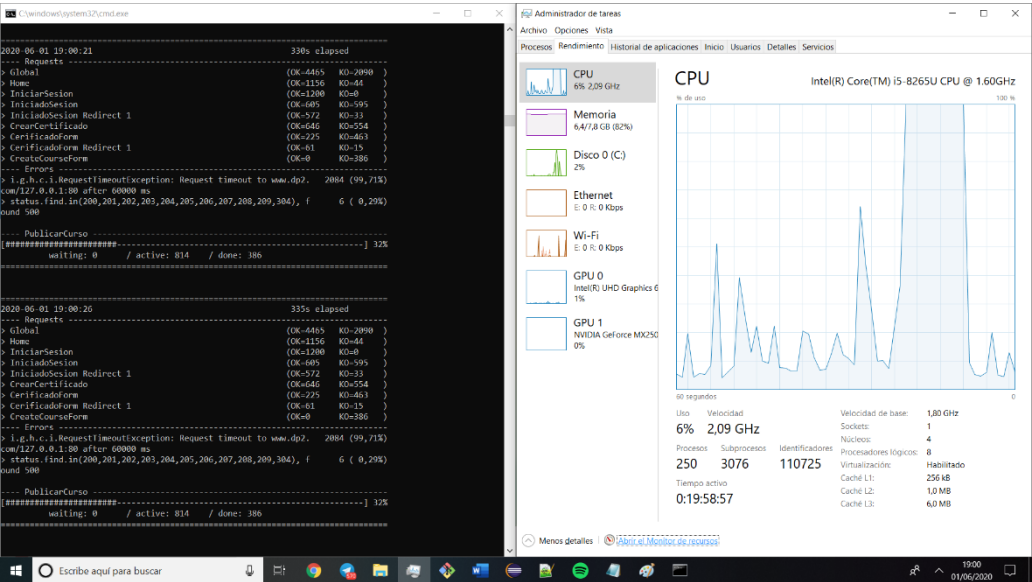 C:\windows\system32\cmd.exe
================================================================================
2020-06-01 19:00:21                                         330s elapsed
---- Requests ------------------------------------------------------------------
> Global                                                   (OK=4465   KO=2090  )
> Home                                                     (OK=1156   KO=44    )
> IniciarSesion                                            (OK=1200   KO=0     )
> IniciadoSesion                                           (OK=605    KO=595   )
> IniciadoSesion Redirect 1                                (OK=572    KO=33    )
> CrearCertificado                                         (OK=646    KO=554   )
> CerificadoForm                                           (OK=225    KO=463   )
> CerificadoForm Redirect 1                                (OK=61     KO=15    )
> CreateCourseForm                                         (OK=0      KO=386   )
---- Errors --------------------------------------------------------------------
> i.g.h.c.i.RequestTimeoutException: Request timeout to www.dp2.   2084 (99,71%)
com/127.0.0.1:80 after 60000 ms
> status.find.in(200,201,202,203,204,205,206,207,208,209,304), f      6 ( 0,29%)
ound 500
---- PublicarCurso -------------------------------------------------------------
[#######################--------------------------------------------------] 32%
waiting: 0      / active: 814    / done: 386
================================================================================
================================================================================
2020-06-01 19:00:26                                         335s elapsed
---- Requests ------------------------------------------------------------------
> Global                                                   (OK=4465   KO=2090  )
> Home                                                     (OK=1156   KO=44    )
> IniciarSesion                                            (OK=1200   KO=0     )
> IniciadoSesion                                           (OK=605    KO=595   )
> IniciadoSesion Redirect 1                                (OK=572    KO=33    )
> CrearCertificado                                         (OK=646    KO=554   )
> CerificadoForm                                           (OK=225    KO=463   )
> CerificadoForm Redirect 1                                (OK=61     KO=15    )
> CreateCourseForm                                         (OK=0      KO=386   )
---- Errors --------------------------------------------------------------------
> i.g.h.c.i.RequestTimeoutException: Request timeout to www.dp2.   2084 (99,71%)
com/127.0.0.1:80 after 60000 ms
> status.find.in(200,201,202,203,204,205,206,207,208,209,304), f      6 ( 0,29%)
ound 500
---- PublicarCurso -------------------------------------------------------------
[#######################--------------------------------------------------] 32%
waiting: 0      / active: 814    / done: 386
================================================================================
Administrador de tareas
Archivo Opciones Vista
Procesos Rendimiento Historial de aplicaciones Inicio Usuarios Detalles Servicios
CPU
6% 2,09 GHz
Memoria
6,4/7,8 GB (82%)
Disco 0 (C:)
2%
Ethernet
E: 0 R: 0 Kbps
Wi-Fi
E: 0 R: 0 Kbps
GPU 0
Intel(R) UHD Graphics 6
1%
GPU 1
NVIDIA GeForce MX250
0%
CPU Intel(R) Core(TM) i5-8265U CPU @ 1.60GHz
% de uso 100 %
60 segundos 0
Uso Velocidad
6% 2,09 GHz
Procesos Subprocesos Identificadores
250 3076 110725
Tiempo activo
0:19:58:57
Velocidad de base: 1,80 GHz
Sockets: 1
Núcleos: 4
Procesadores lógicos: 8
Virtualización: Habilitado
Caché L1: 256 kB
Caché L2: 1,0 MB
Caché L3: 6,0 MB
Menos detalles Abrir el Monitor de recursos
Escribe aquí para buscar
19:00
01/06/2020